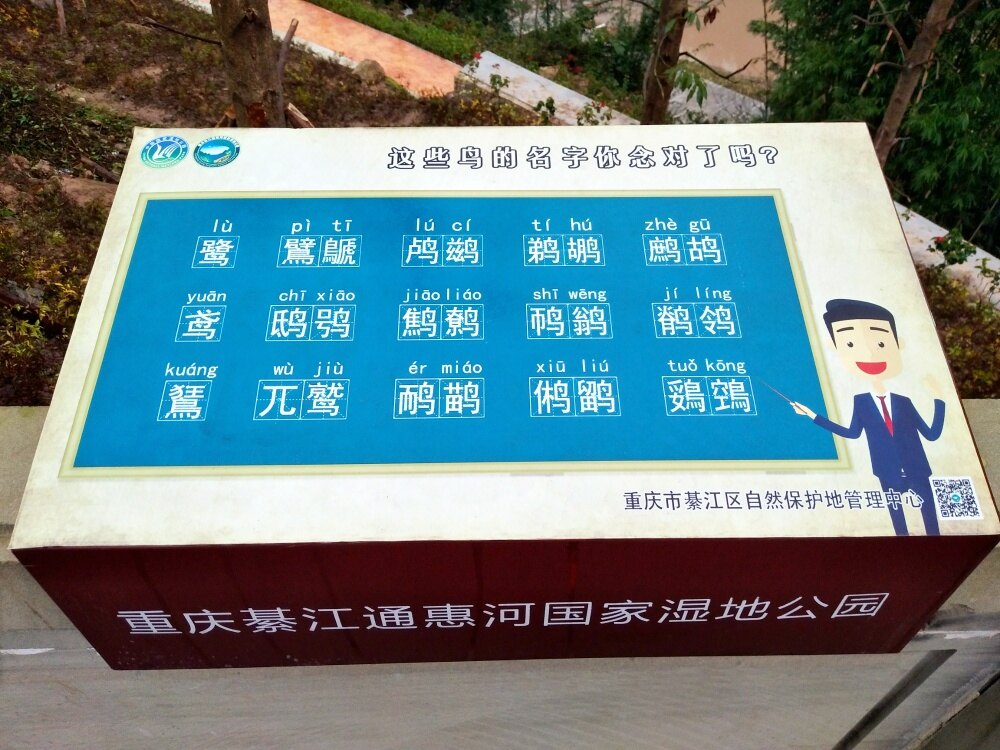 这些鸟的名字你念对了吗?
lù pì tī lú cí tí hú zhè gū
鹭 鷿鷈 鸬鹚 鹈鹕 鹧鸪
yuān chī xiāo jiāo liáo shī wēng jí líng
鸢 鸱鸮 鹪鹩 鸤鹟 鹡鸰
kuáng wù jiù ér miáo xiū liú tuǒ kōng
鵟 兀鹫 鸸鹋 鸺鹠 鵎鵼
重庆市綦江区自然保护地管理中心
重庆綦江通惠河国家湿地公园